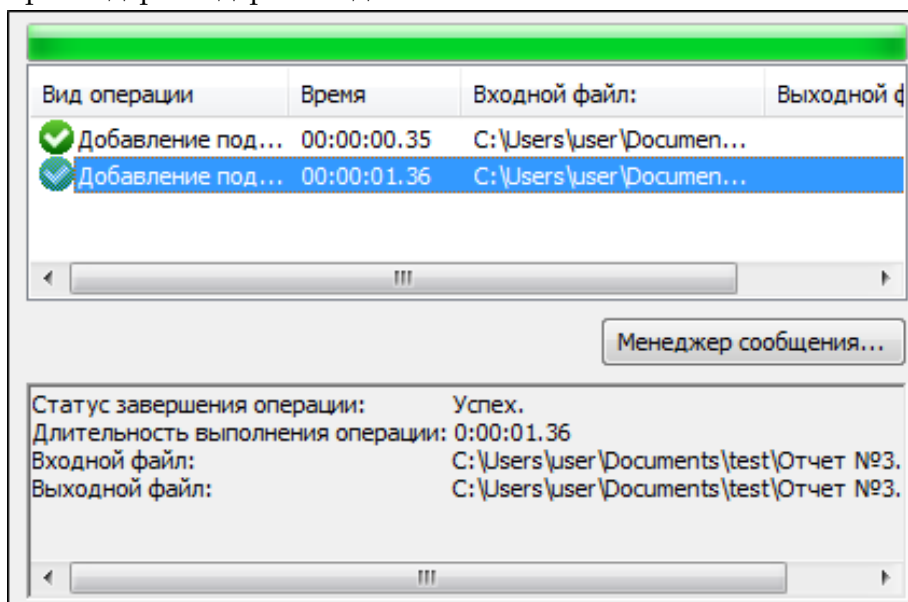 Вид операции Время Входной файл: Выходной ф
Добавление под... 00:00:00.35 C:\Users\user\Documen...
Добавление под... 00:00:01.36 C:\Users\user\Documen...
Менеджер сообщения...
Статус завершения операции: Успех.
Длительность выполнения операции: 0:00:01.36
Входной файл: C:\Users\user\Documents\test\Отчет №3.
Выходной файл: C:\Users\user\Documents\test\Отчет №3.